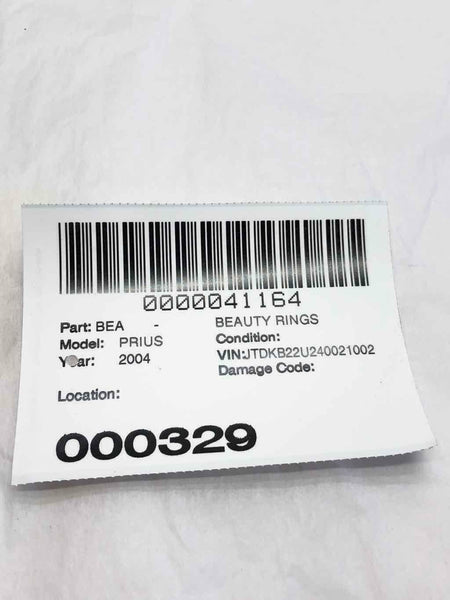 0000041164
Part: BEA - BEAUTY RINGS
Model: PRIUS Condition:
Year: 2004 VIN:JTDKB22U240021002
Damage Code:
Location:
000329